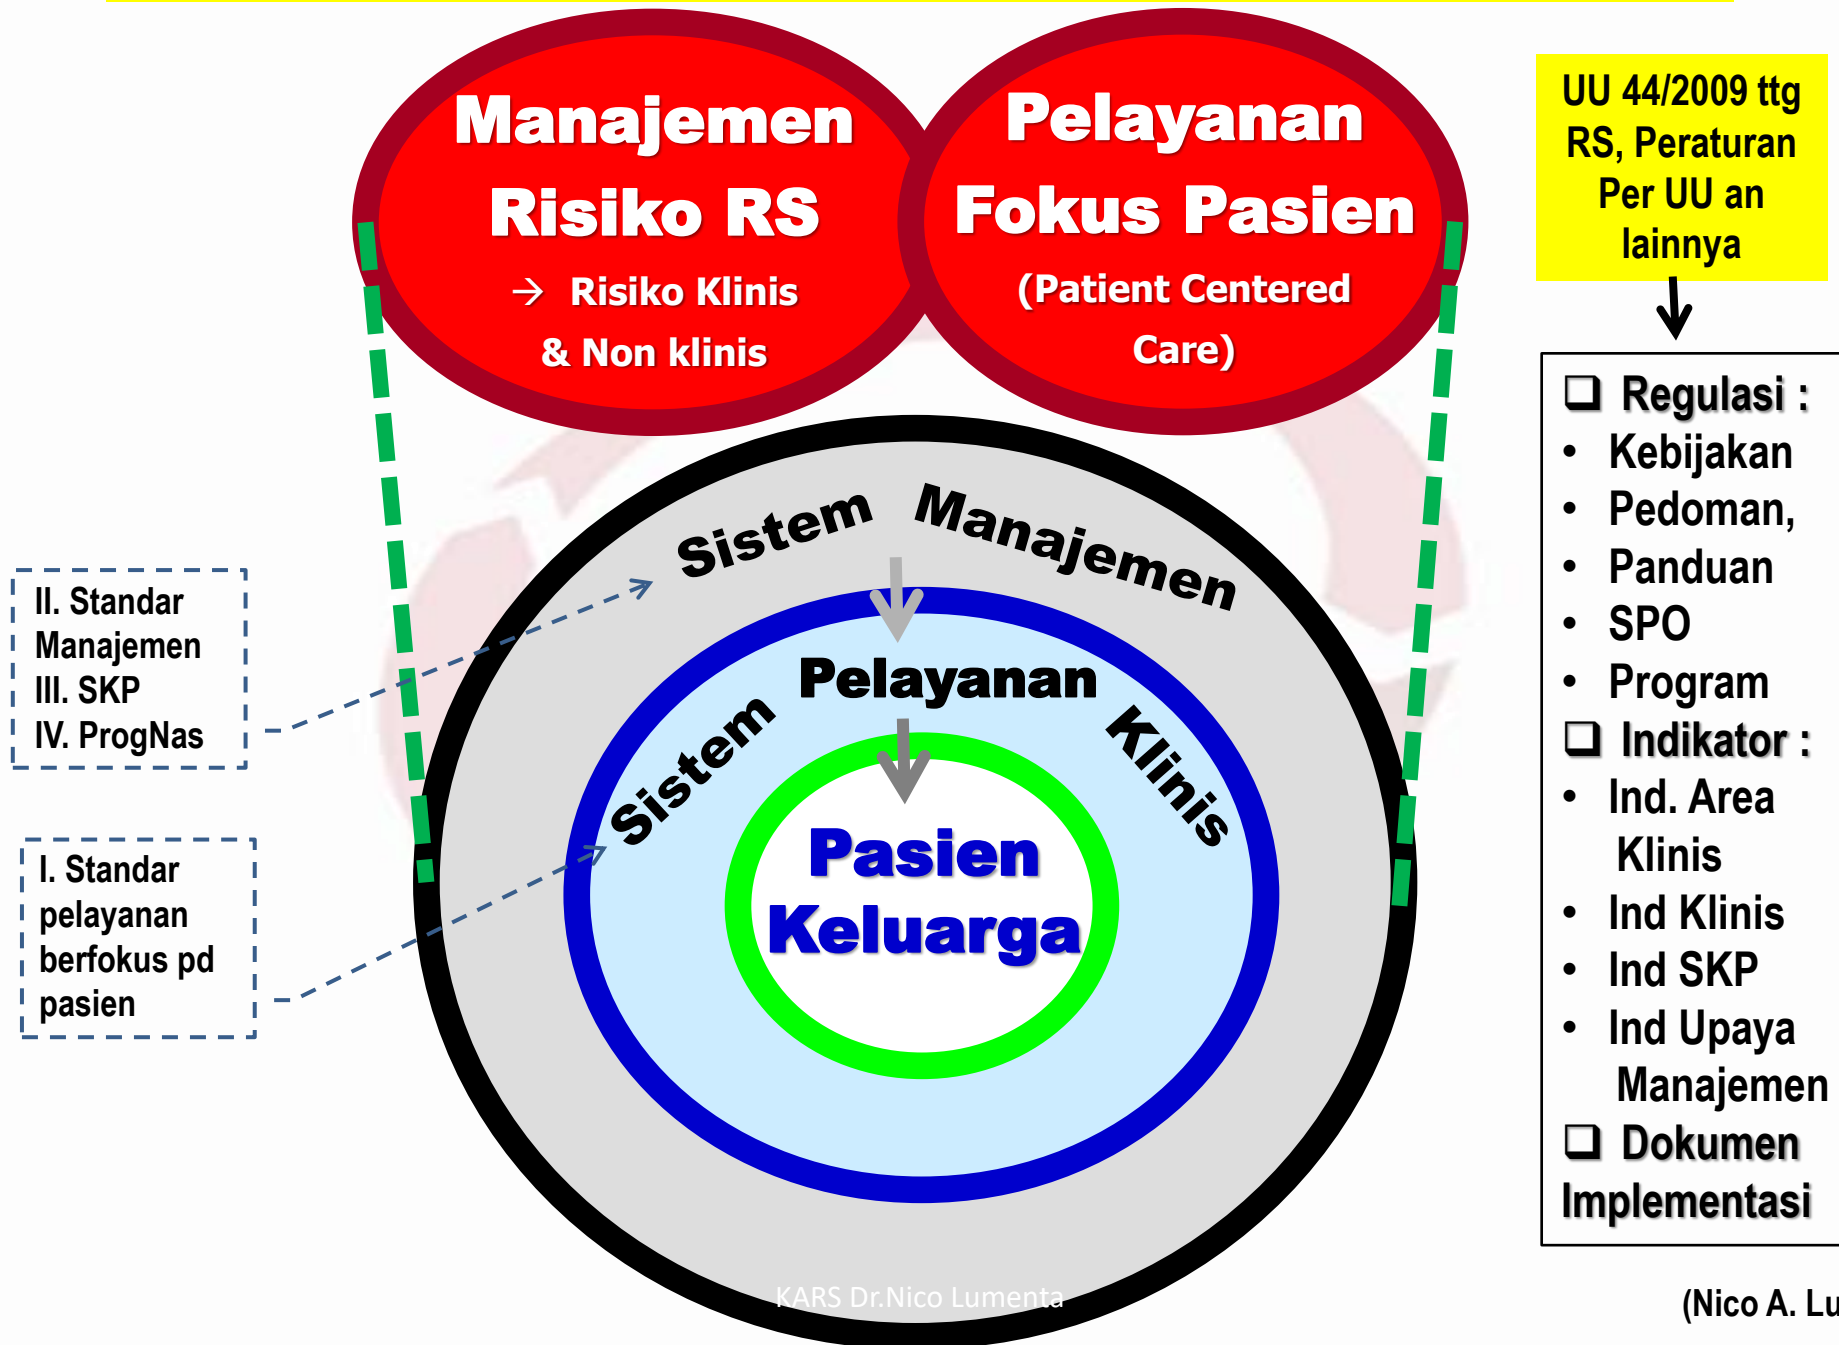 Manajemen
Risiko RS
→ Risiko Klinis
& Non klinis
Pelayanan
Fokus Pasien
(Patient Centered
Care)
UU 44/2009 ttg
RS, Peraturan
Per UU an
lainnya
❑ Regulasi :
• Kebijakan
• Pedoman,
• Panduan
• SPO
• Program
❑ Indikator :
• Ind. Area
Klinis
• Ind Klinis
• Ind SKP
• Ind Upaya
Manajemen
❑ Dokumen
Implementasi
Sistem Manajemen
II. Standar
Manajemen
III. SKP
IV. ProgNas
Sistem Pelayanan Klinis
I. Standar
pelayanan
berfokus pd
pasien
Pasien
Keluarga
KARS Dr.Nico Lumenta
(Nico A. Lu